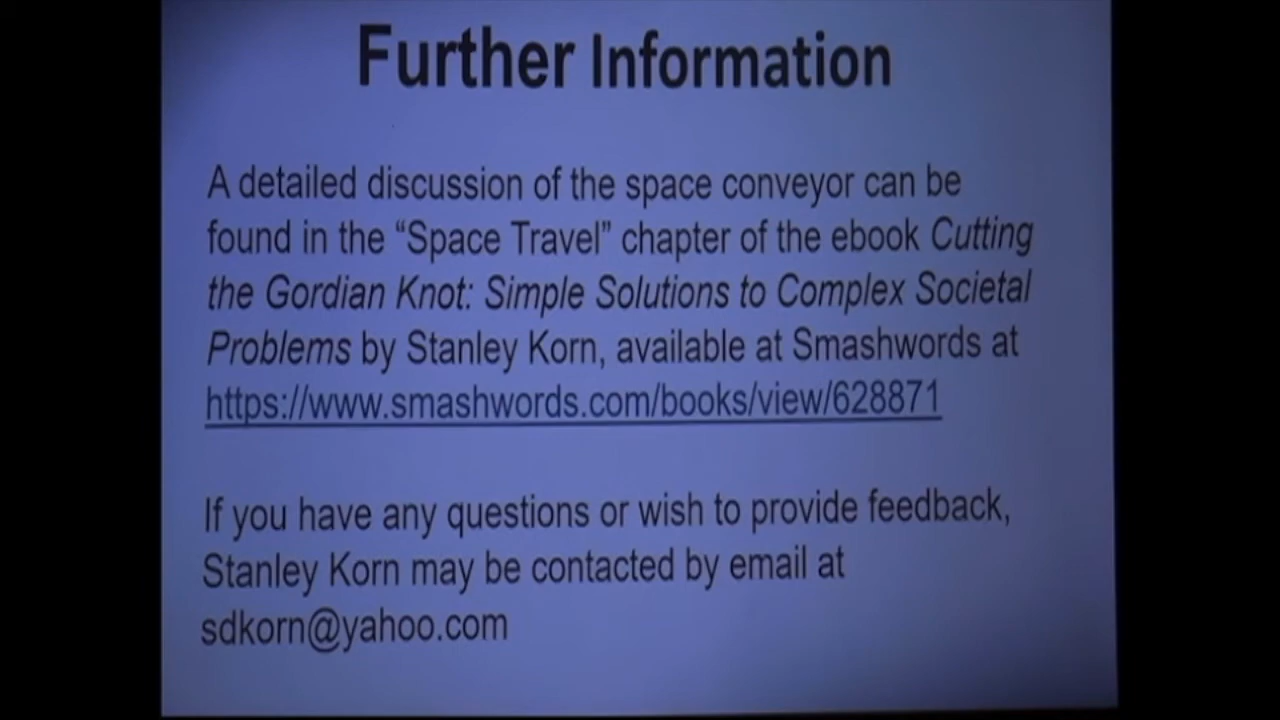 Further Information
A detailed discussion of the space conveyor can be
found in the “Space Travel” chapter of the ebook Cutting
the Gordian Knot: Simple Solutions to Complex Societal
Problems by Stanley Korn, available at Smashwords at
https://www.smashwords.com/books/view/628871
If you have any questions or wish to provide feedback,
Stanley Korn may be contacted by email at
sdkorn@yahoo.com